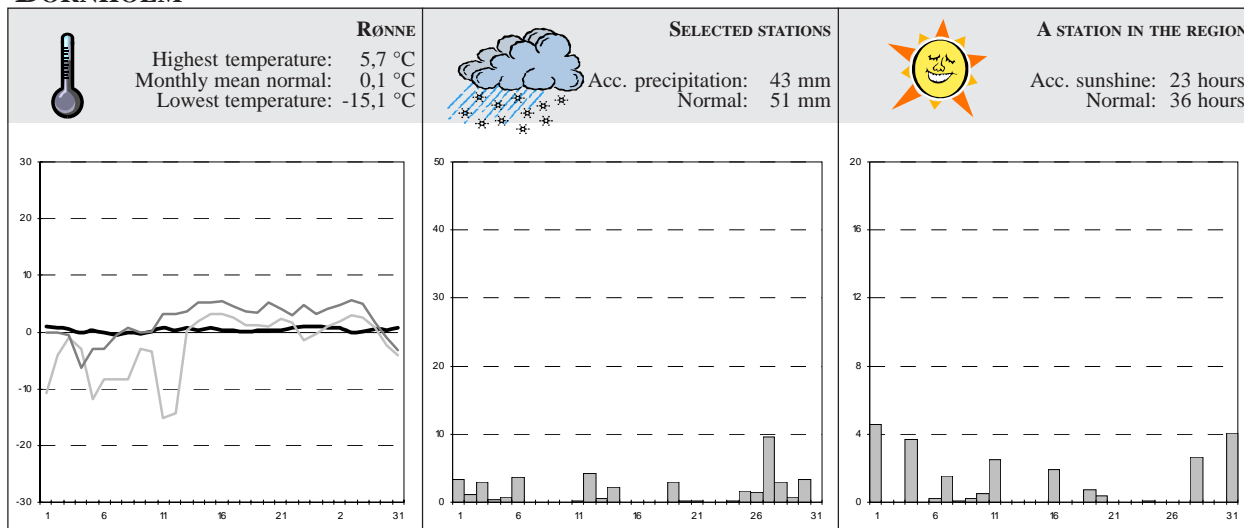 BORNHOLM
RØNNE
Highest temperature: 5,7 °C
Monthly mean normal: 0,1 °C
Lowest temperature: -15,1 °C
SELECTED STATIONS
Acc. precipitation: 43 mm
Normal: 51 mm
A STATION IN THE REGION
Acc. sunshine: 23 hours
Normal: 36 hours
30
20
10
0
-10
-20
-30
1 6 11 16 21 2 31
50
40
30
20
10
0
1 6 11 16 21 26 31
20
16
12
8
4
0
1 6 11 16 21 26 31